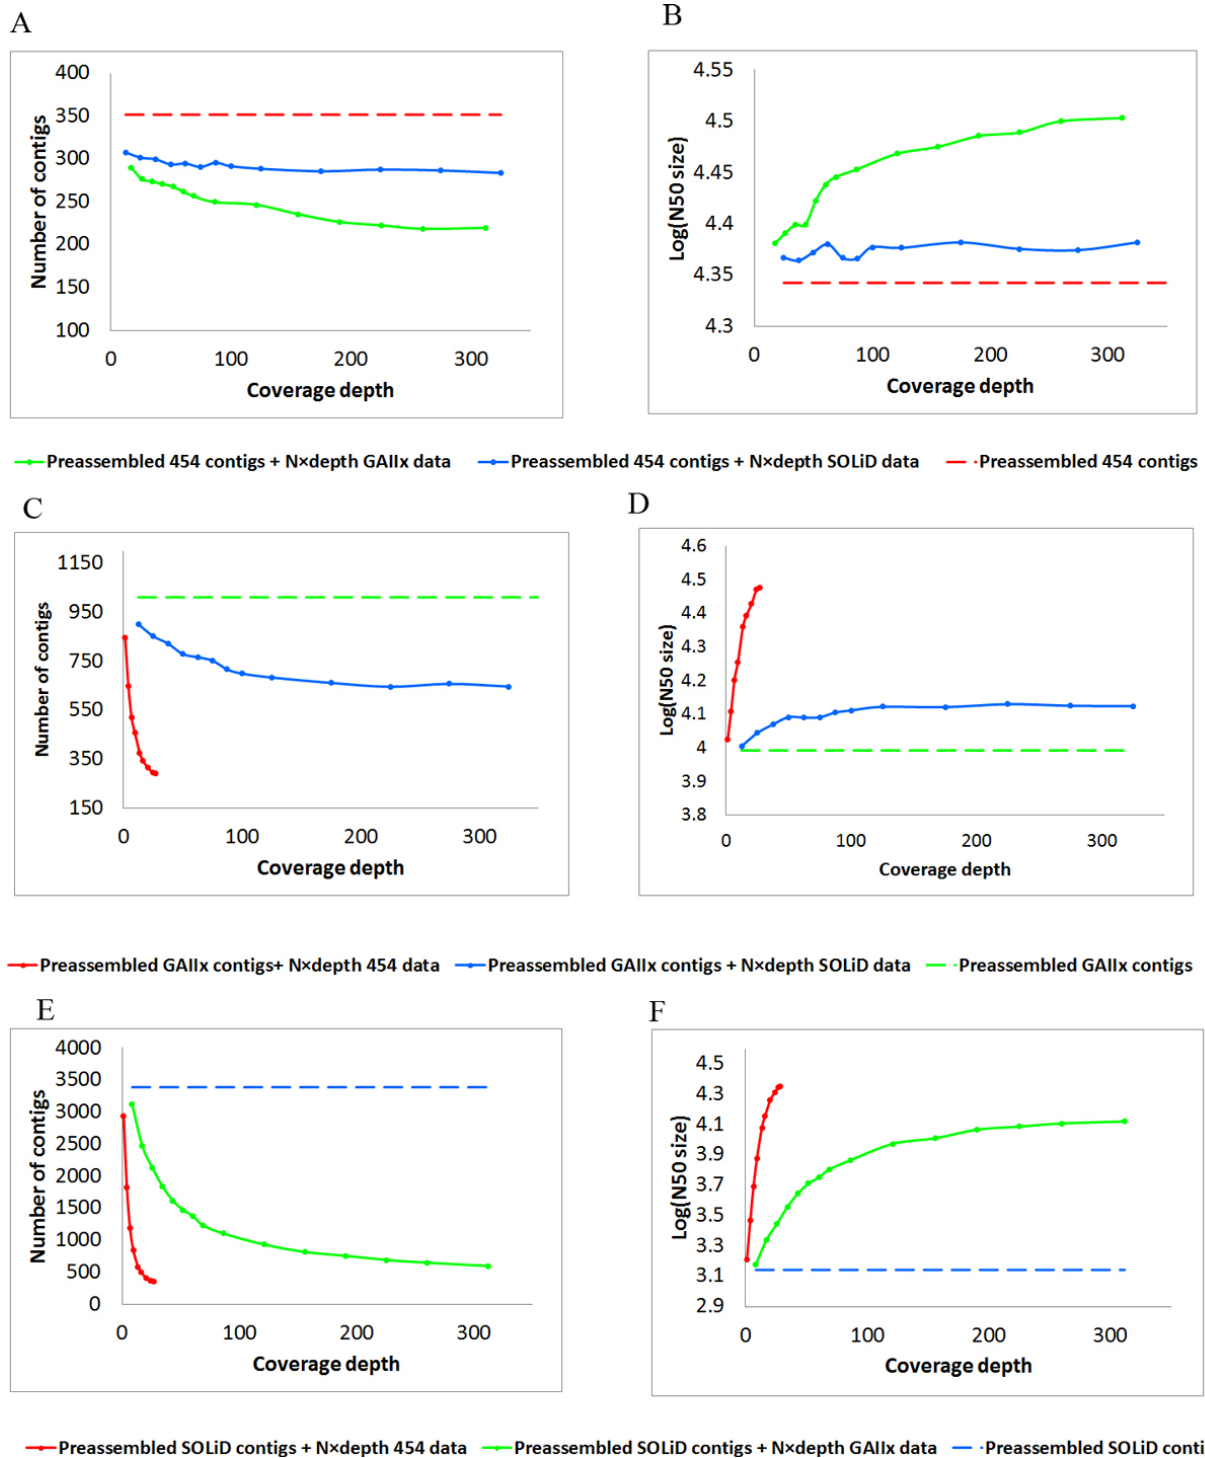 A
B
400
350
300
250
200
150
100
Number of contigs
0
100
200
300
Coverage depth
4.55
4.5
4.45
4.4
4.35
4.3
Log(N50 size)
0
100
200
300
Coverage depth
Preassembled 454 contigs + N×depth GAIIx data
Preassembled 454 contigs + N×depth SOLiD data
Preassembled 454 contigs
C
D
1150
950
750
550
350
150
Number of contigs
0
100
200
300
Coverage depth
4.6
4.5
4.4
4.3
4.2
4.1
4
3.9
3.8
Log(N50 size)
0
100
200
300
Coverage depth
Preassembled GAIIx contigs+ N×depth 454 data
Preassembled GAIIx contigs + N×depth SOLiD data
Preassembled GAIIx contigs
E
F
4000
3500
3000
2500
2000
1500
1000
500
0
Number of contigs
0
100
200
300
Coverage depth
4.5
4.3
4.1
3.9
3.7
3.5
3.3
3.1
2.9
Log(N50 size)
0
100
200
300
Coverage depth
Preassembled SOLiD contigs + N×depth 454 data
Preassembled SOLiD contigs + N×depth GAIIx data
Preassembled SOLiD conti